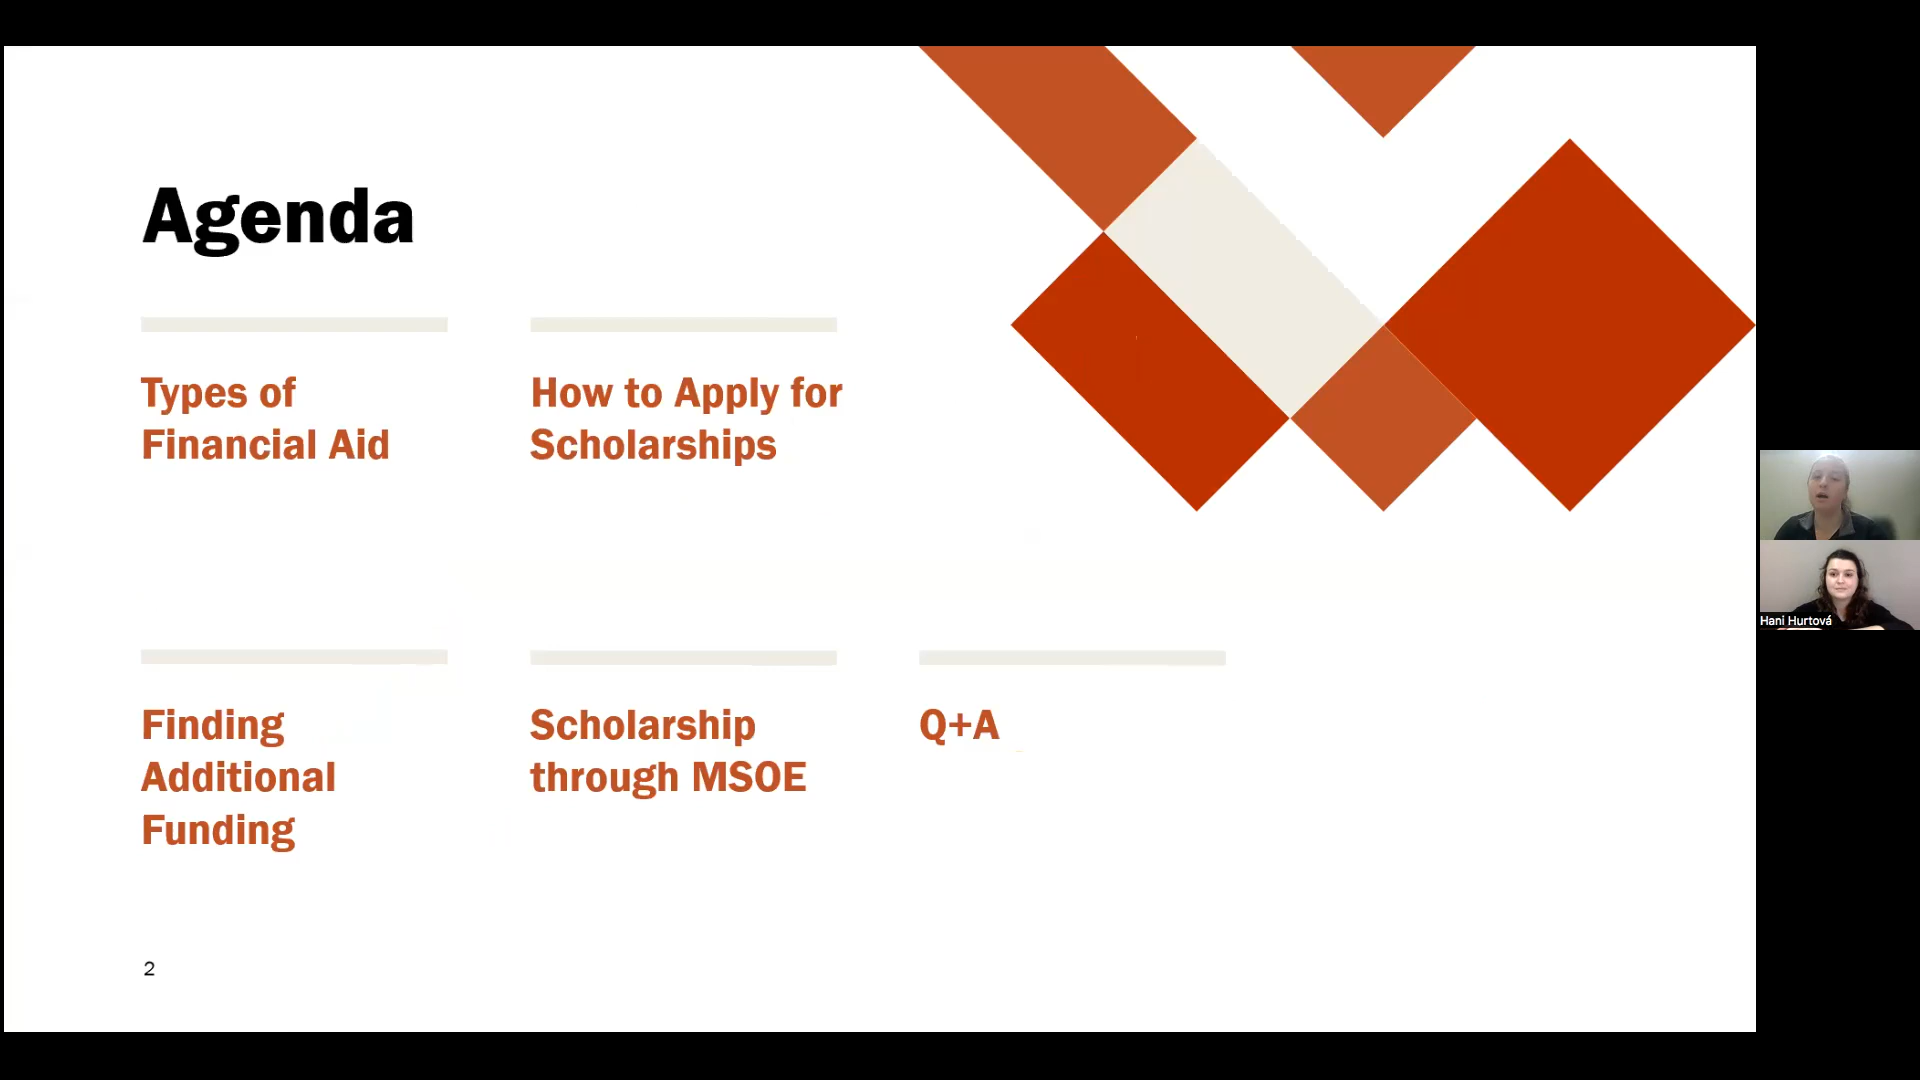 Agenda
Types of
Financial Aid
How to Apply for
Scholarships
Finding
Additional
Funding
Scholarship
through MSOE
Q+A
2
Hani Hurtová